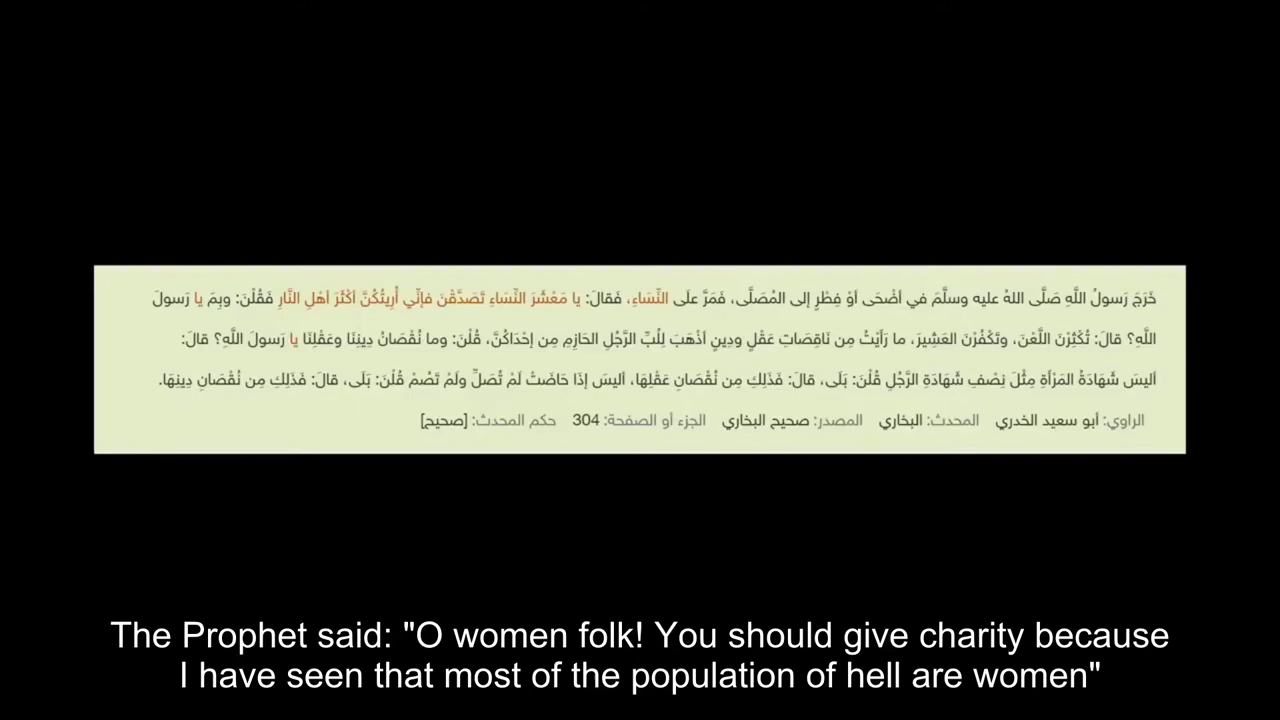 خَرَجَ رَسولُ اللَّهِ صَلَّى اللهُ عليه وسلَّمَ في أضْحَى أوْ فِطْرٍ إلى المُصَلَّى، فَمَرَّ علَى النِّسَاءِ، فَقالَ: يا مَعْشَرَ النِّسَاءِ تَصَدَّقْنَ فإنِّي أُرِيتُكُنَّ أكْثَرَ أهْلِ النَّارِ فَقُلْنَ: وبِمَ يا رَسولَ
اللَّهِ؟ قالَ: تُكْثِرْنَ اللَّعْنَ، وتَكْفُرْنَ العَشِيرَ، ما رَأَيْتُ مِن نَاقِصَاتِ عَقْلٍ ودِينٍ أذْهَبَ لِلُبِّ الرَّجُلِ الحَازِمِ مِن إحْدَاكُنَّ، قُلْنَ: وما نُقْصَانُ دِينِنَا وعَقْلِنَا يا رَسولَ اللَّهِ؟ قالَ:
أليسَ شَهَادَةُ المَرْأَةِ مِثْلَ نِصْفِ شَهَادَةِ الرَّجُلِ قُلْنَ: بَلَى، قالَ: فَذَلِكِ مِن نُقْصَانِ عَقْلِهَا، أليسَ إذَا حَاضَتْ لَمْ تُصَلِّ ولَمْ تَصُمْ قُلْنَ: بَلَى، قالَ: فَذَلِكِ مِن نُقْصَانِ دِينِهَا.
الراوي: أبو سعيد الخدري المحدث: البخاري المصدر: صحيح البخاري الجزء أو الصفحة: 304 حكم المحدث: [صحيح]
The Prophet said: "O women folk! You should give charity because
I have seen that most of the population of hell are women"